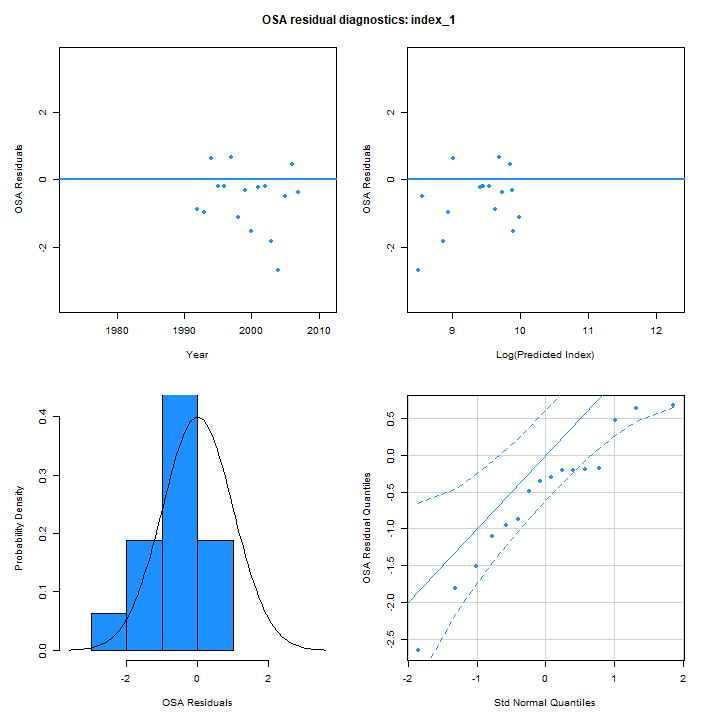 OSA residual diagnostics: index_1
OSA Residuals
2
0
-2
1980 1990 2000 2010
Year
OSA Residuals
2
0
-2
9 10 11 12
Log(Predicted Index)
Probability Density
0.4
0.3
0.2
0.1
0.0
-2 0 2
OSA Residuals
OSA Residual Quantiles
0.5
0.0
-0.5
-1.0
-1.5
-2.0
-2.5
-2 -1 0 1 2
Std Normal Quantiles